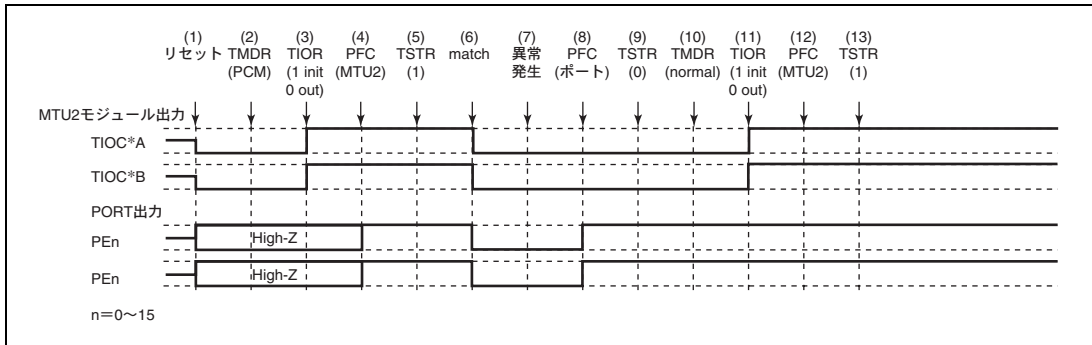 (1) (2) (3) (4) (5) (6) (7) (8) (9) (10) (11) (12) (13)
リセット TMDR TIOR PFC TSTR match 異常 PFC TSTR TMDR TIOR PFC TSTR
(PCM) (1 init (MTU2) (1) 発生 (ポート) (0) (normal) (1 init (MTU2) (1)
0 out) 0 out)
MTU2モジュール出力
TIOC*A
TIOC*B
PORT出力
PEn High-Z
PEn High-Z
n=0～15